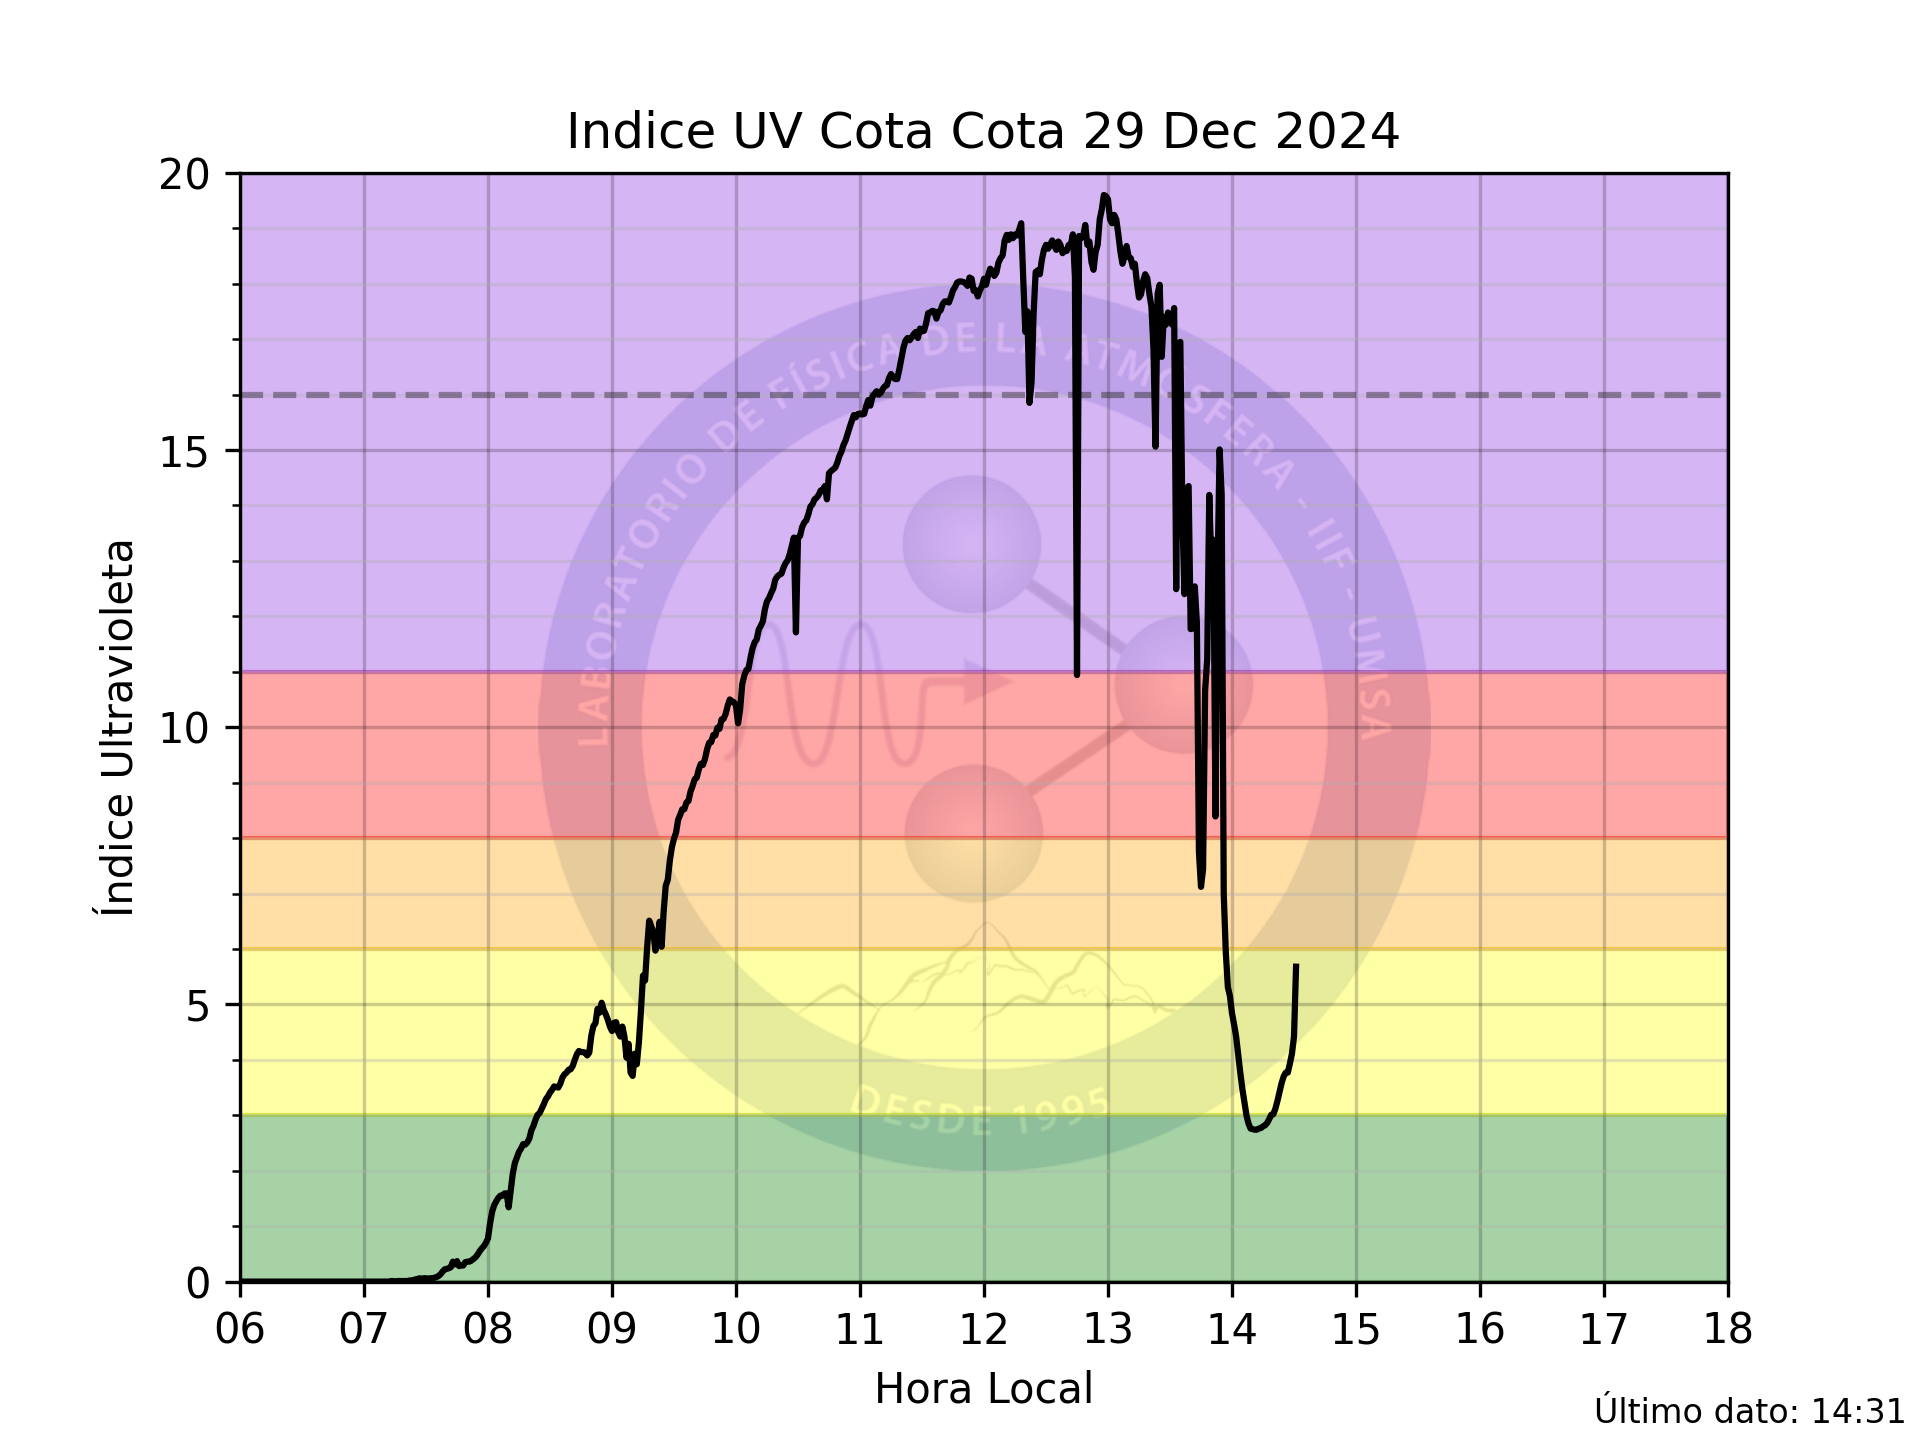 Indice UV Cota Cota 29 Dec 2024
20
15
10
5
0
Índice Ultravioleta
LABORATORIO DE FÍSICA DE LA ATMÓSFERA - IIF - UMSA
DESDE 1995
06 07 08 09 10 11 12 13 14 15 16 17 18
Hora Local
Último dato: 14:31